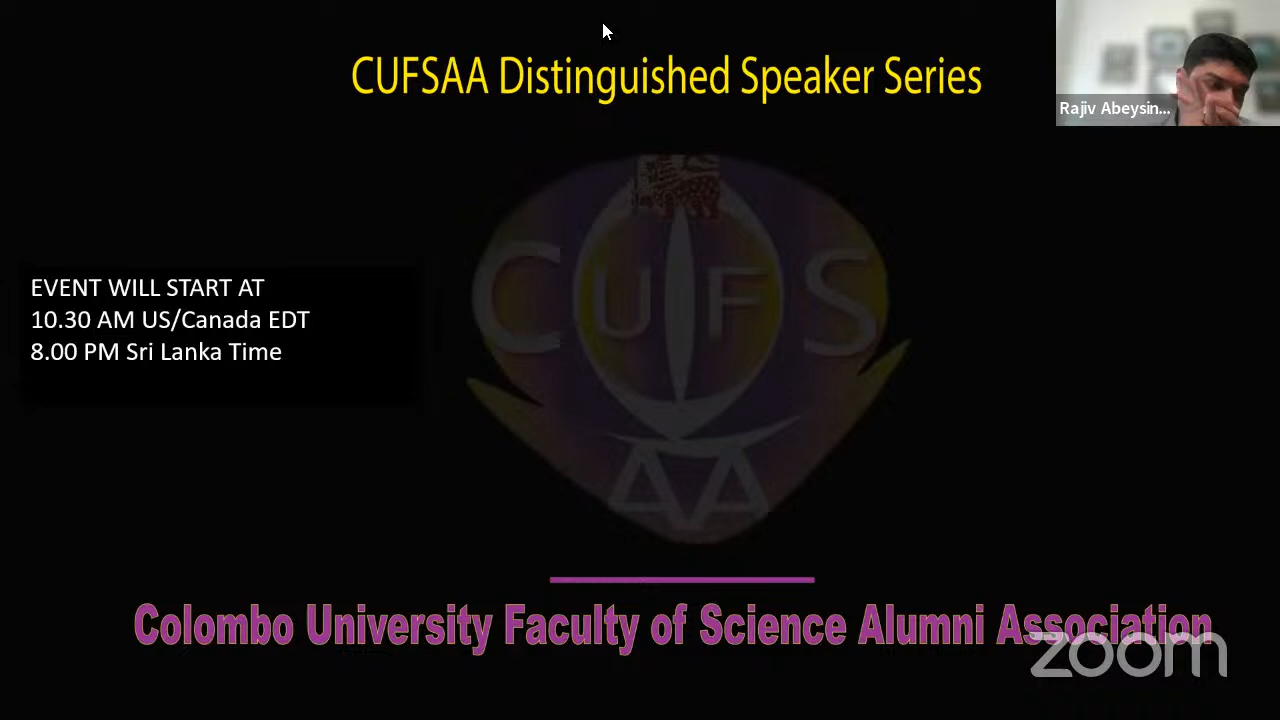 CUFSAA Distinguished Speaker Series
Rajiv Abeysin...
C U F S
AA
EVENT WILL START AT
10.30 AM US/Canada EDT
8.00 PM Sri Lanka Time
Colombo University Faculty of Science Alumni Association
zoom